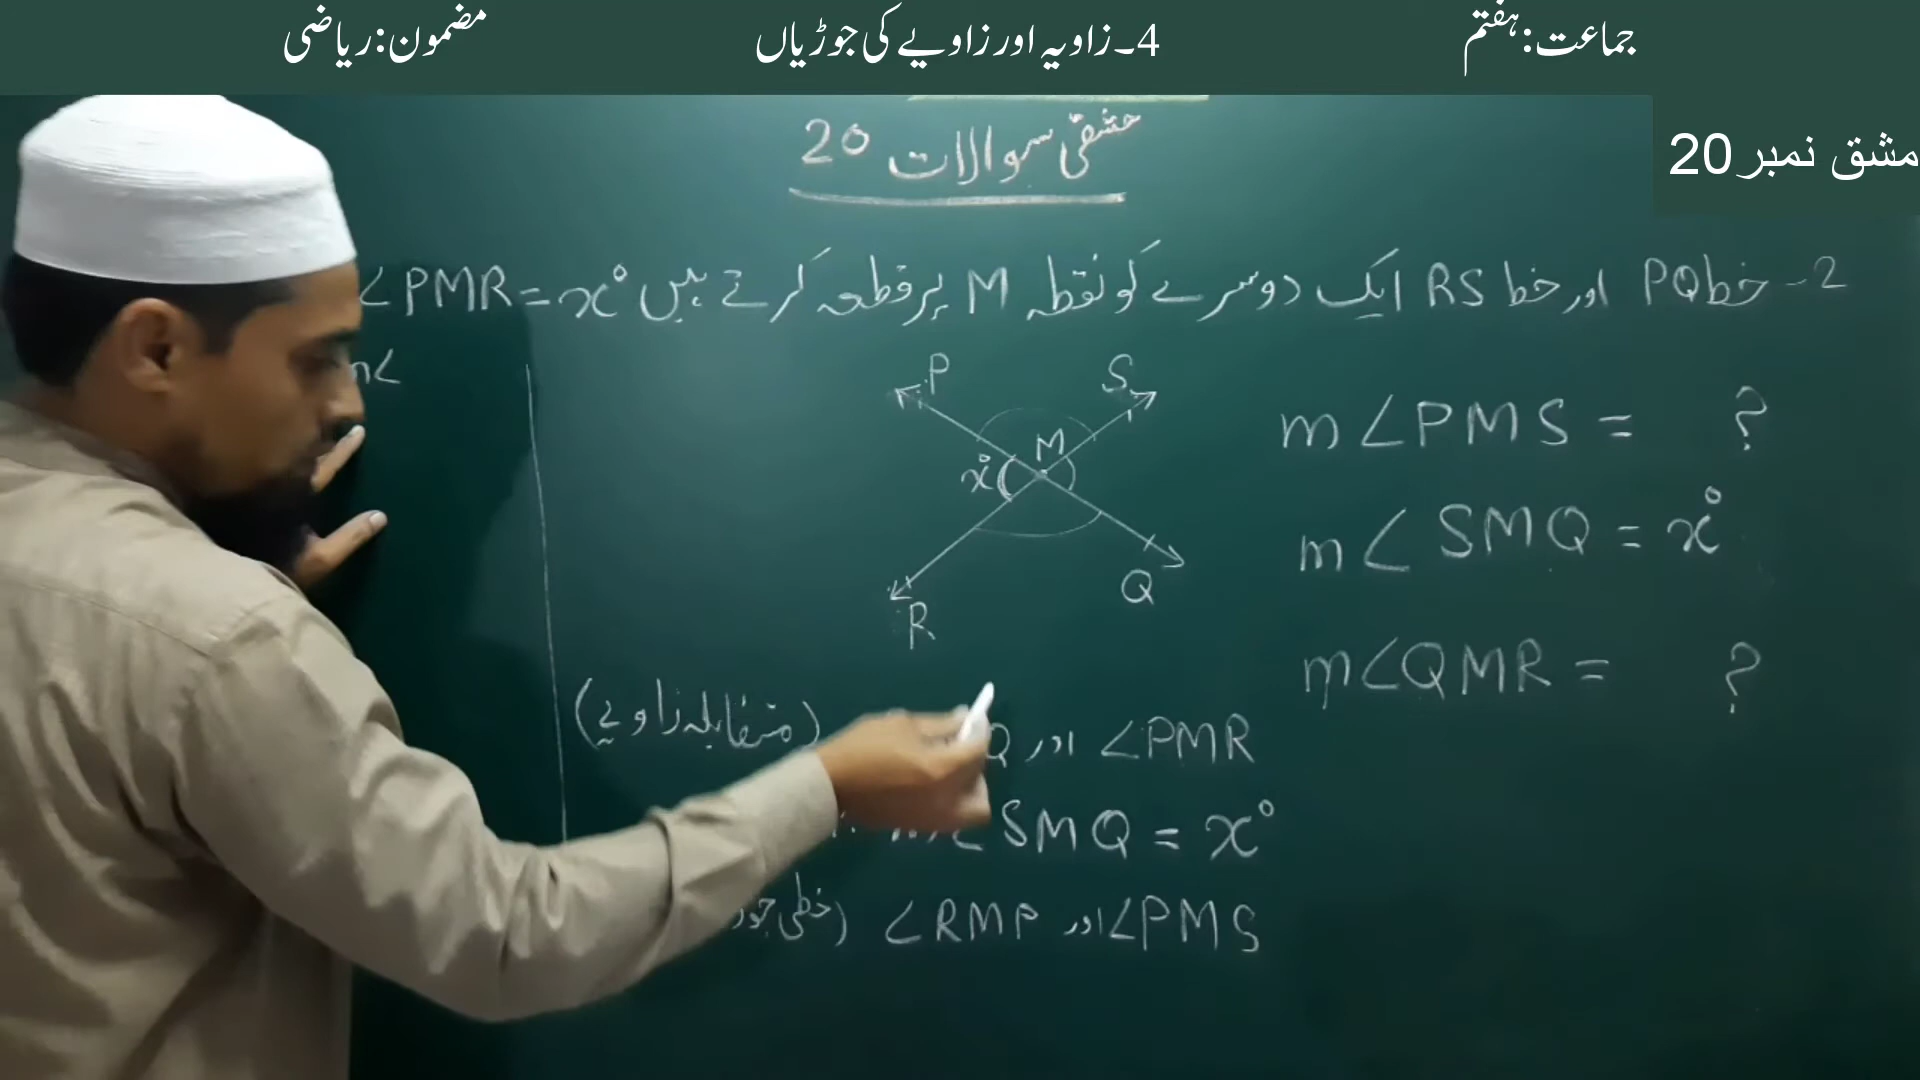 جماعت:ہفتم
4۔زاویہ اور زاویے کی جوڑیاں
مضمون:ریاضی
مشق نمبر 20
مشقی سوالات 20
2- خط PQ اور خط RS ایک دوسرے کو نقطہ M پر قطعہ کرتے ہیں ∠PMR = x°
m∠
P
S
M
x°
Q
R
m∠PMS = ?
m∠SMQ = x°
m∠QMR = ?
∠PMR اور Q (متقابلہ زاویے)
∠SMQ = x°
∠PMS اور ∠RMP (خطی